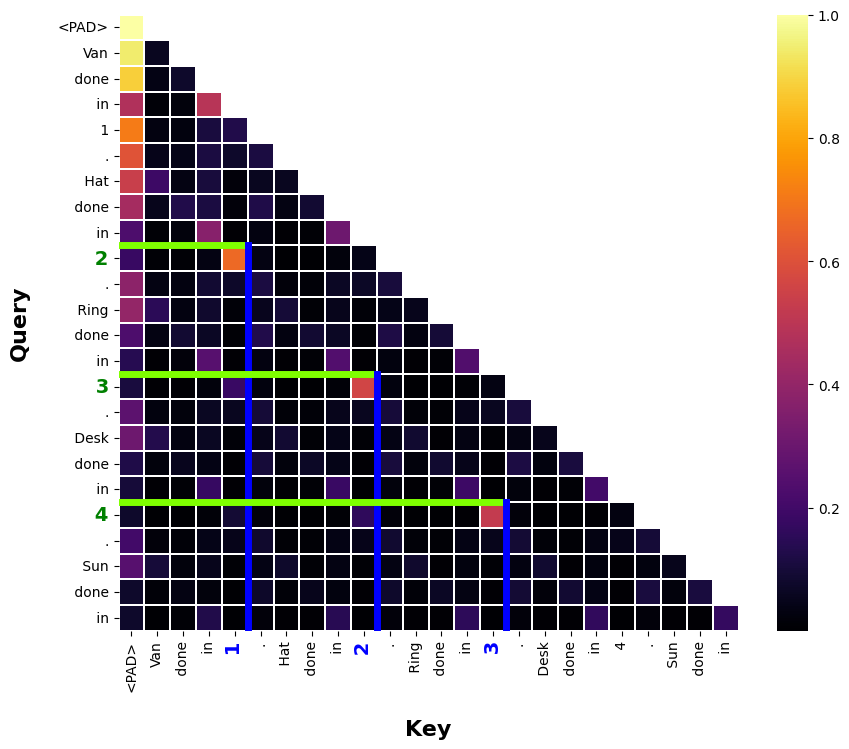 <PAD>
Van
done
in
1
.
Hat
done
in
2
.
Ring
done
in
3
.
Desk
done
in
4
.
Sun
done
in
Query
<PAD> Van done in 1 . Hat done in 2 . Ring done in 3 . Desk done in 4 . Sun done in
Key
1.0
0.8
0.6
0.4
0.2